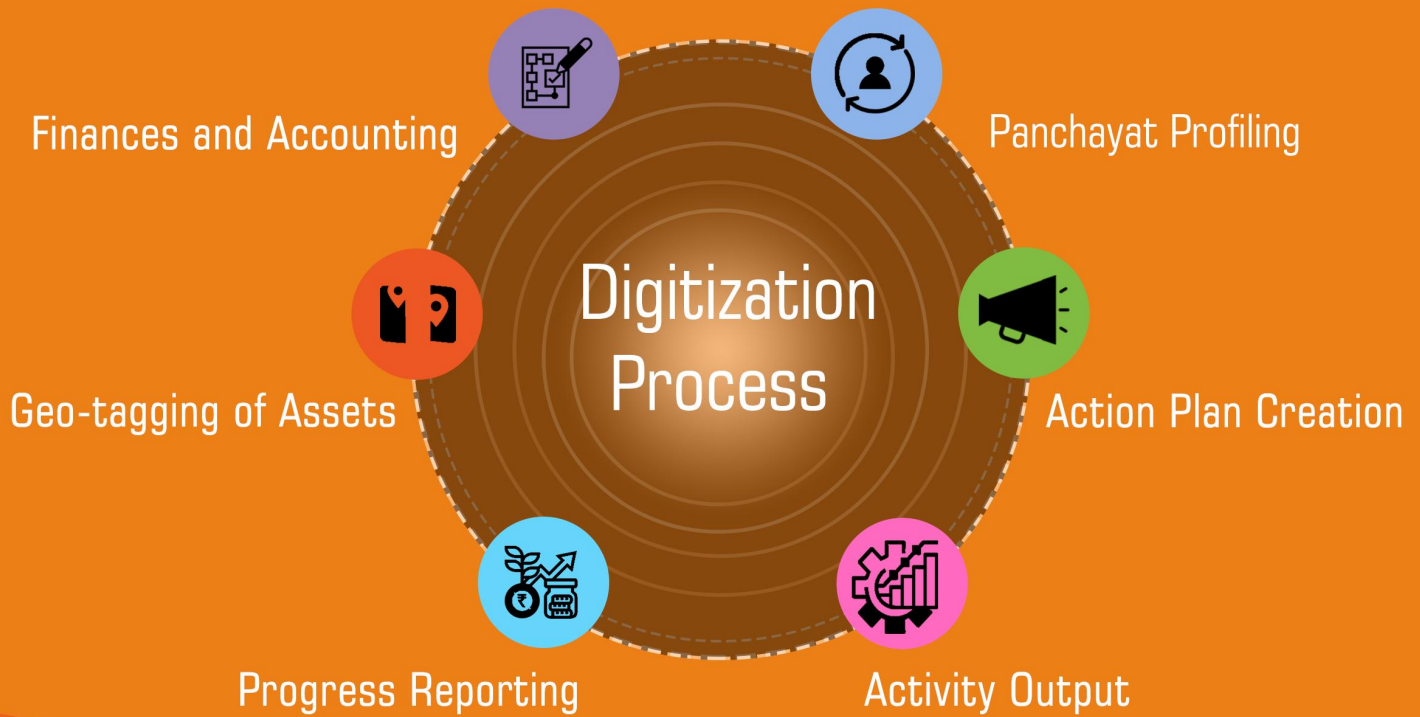 Finances and Accounting
Panchayat Profiling
Digitization
Process
Geo-tagging of Assets
Action Plan Creation
₹
Progress Reporting
Activity Output